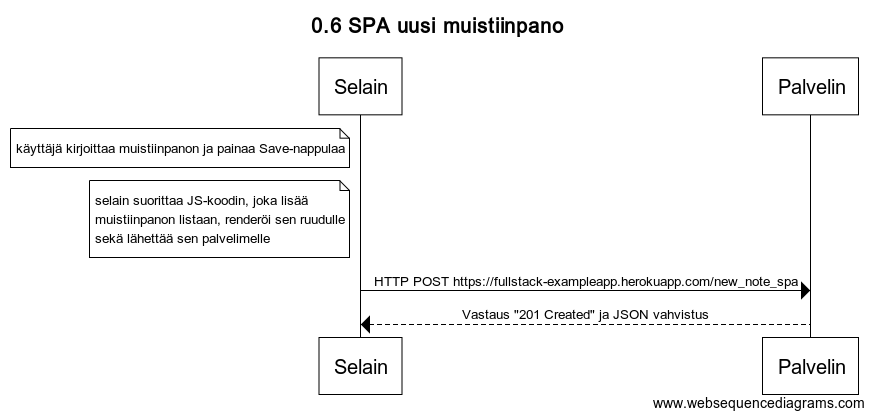 0.6 SPA uusi muistiinpano
Selain
Palvelin
käyttäjä kirjoittaa muistiinpanon ja painaa Save-nappulaa
selain suorittaa JS-koodin, joka lisää
muistiinpanon listaan, renderöi sen ruudulle
sekä lähettää sen palvelimelle
HTTP POST https://fullstack-exampleapp.herokuapp.com/new_note_spa
Vastaus "201 Created" ja JSON vahvistus
Selain
Palvelin
www.websequencediagrams.com